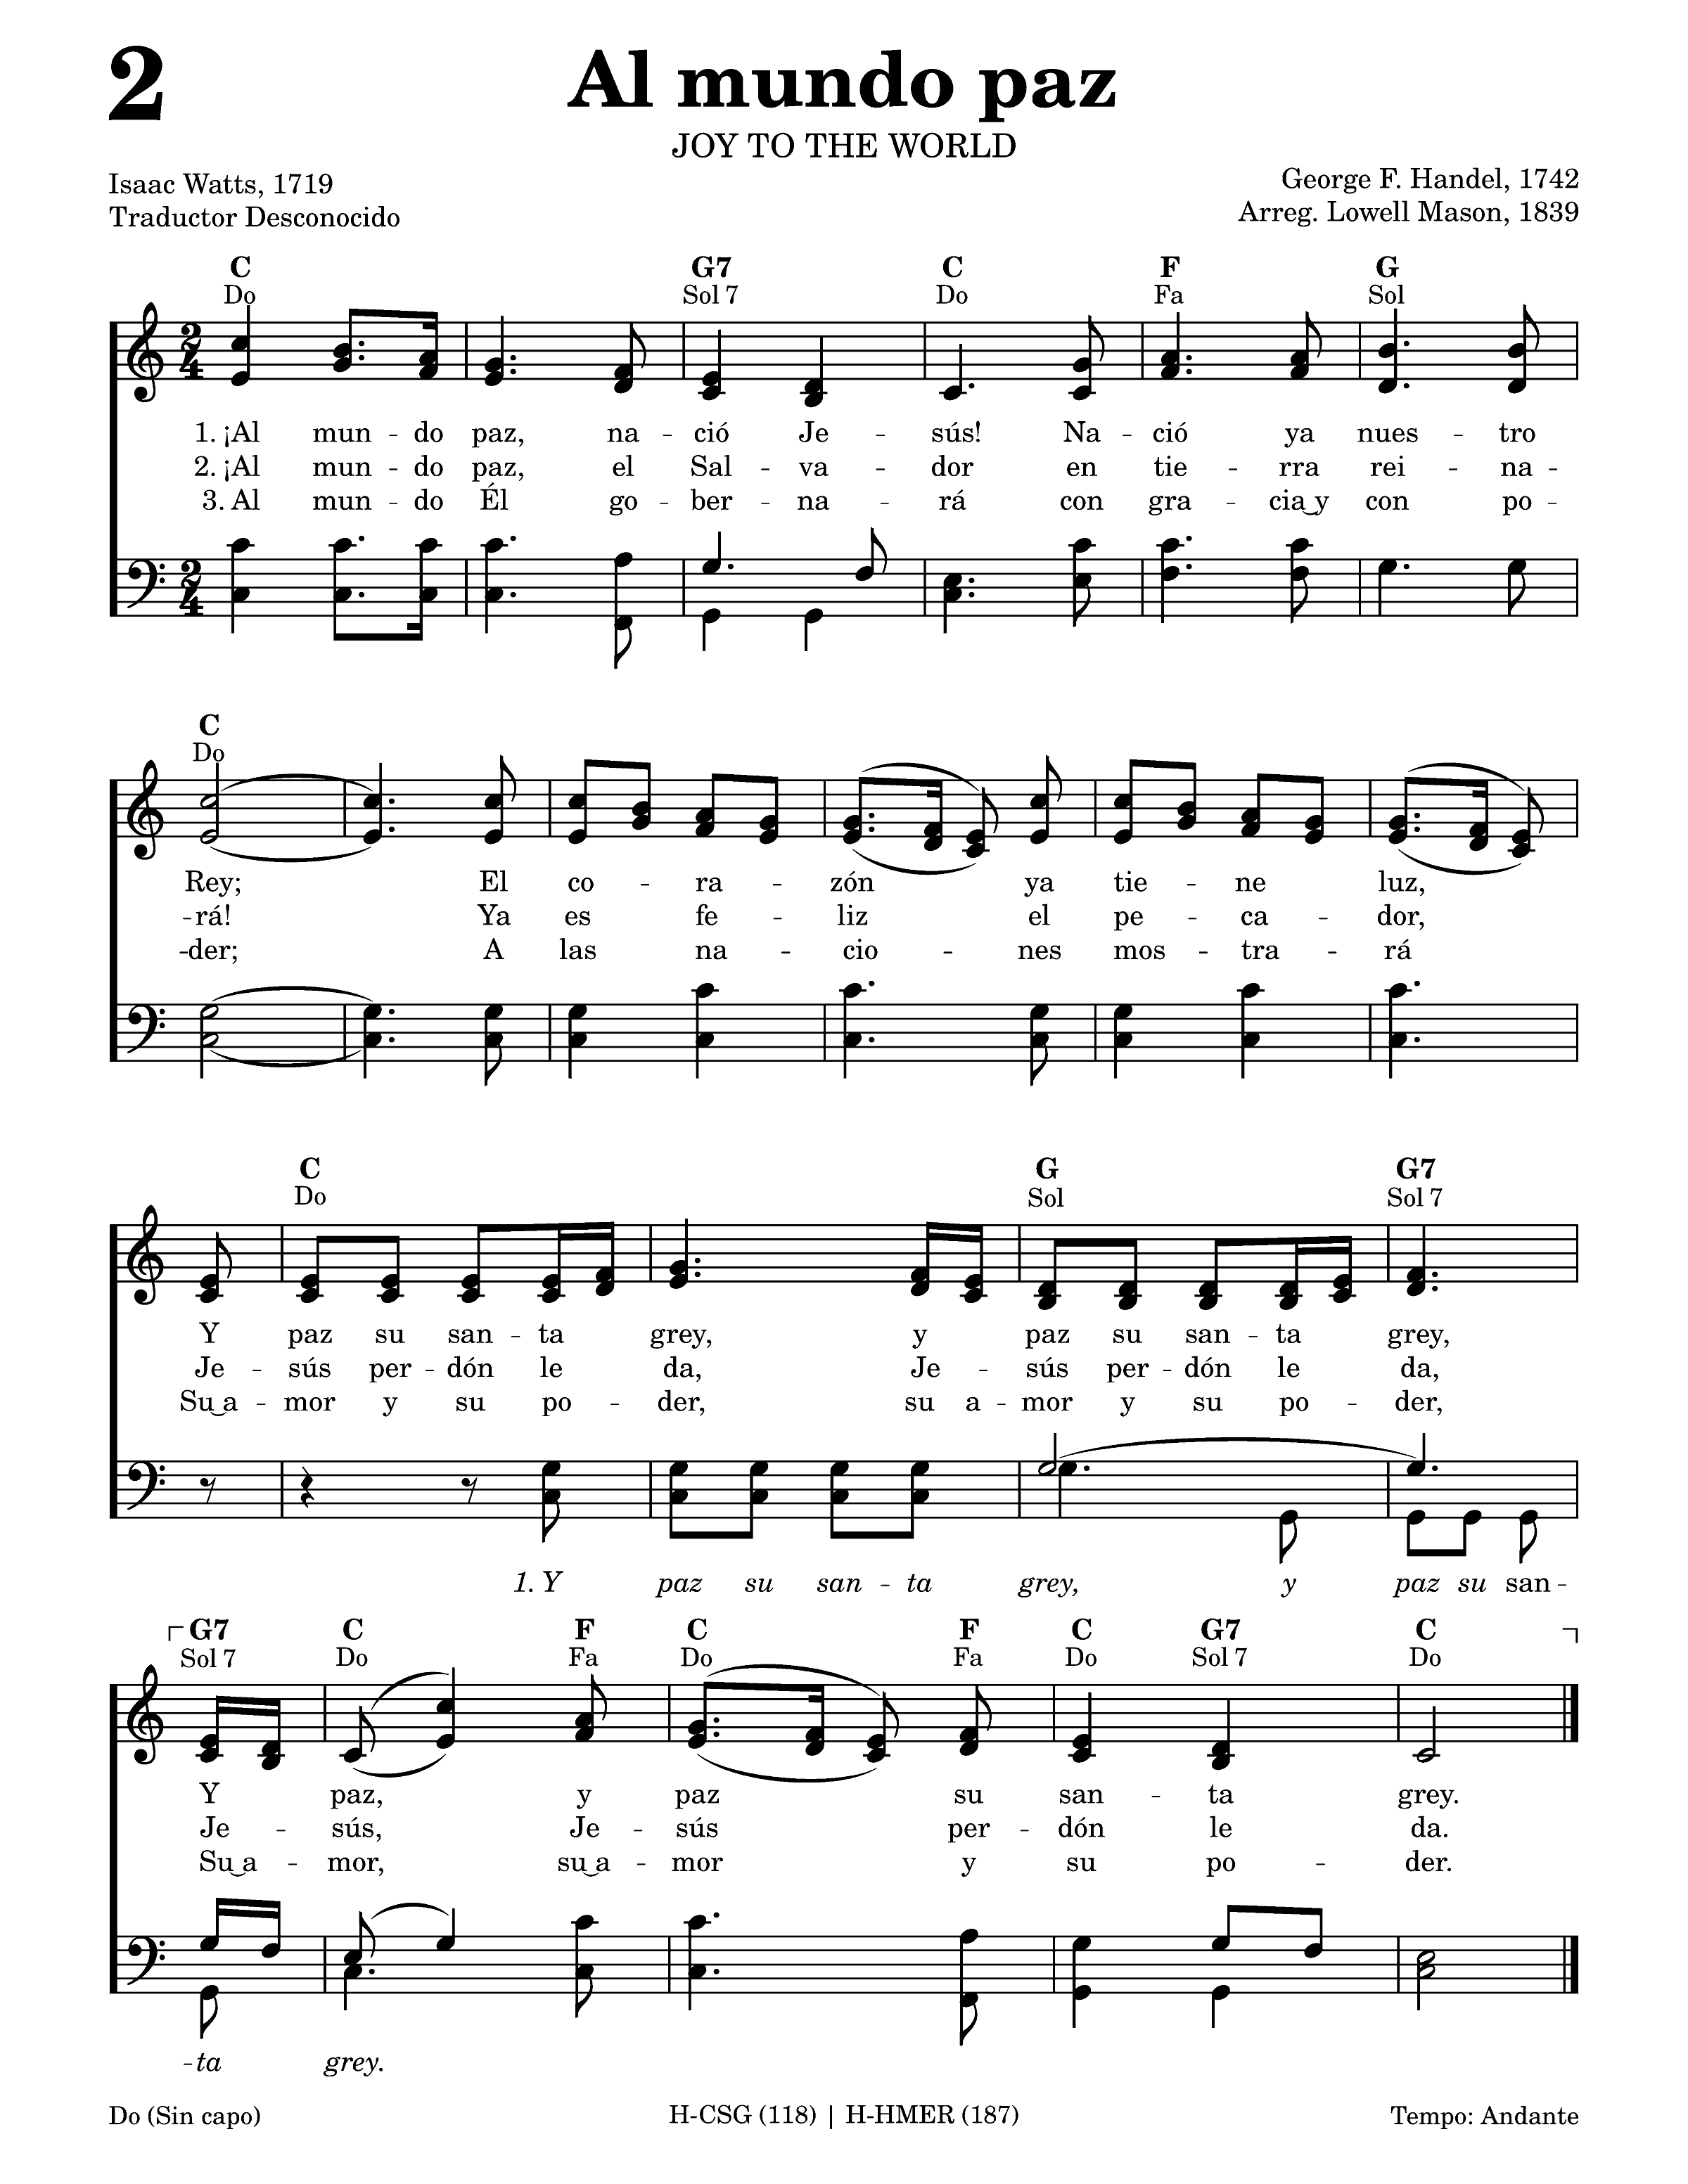 2
Al mundo paz
JOY TO THE WORLD
Isaac Watts, 1719
Traductor Desconocido
George F. Handel, 1742
Arreg. Lowell Mason, 1839
C G7 C F G
Do Sol 7 Do Fa Sol
1. ¡Al mun - do paz, na - ció Je - sús! Na - ció ya nues - tro
2. ¡Al mun - do paz, el Sal - va - dor en tie - rra rei - na -
3. Al mun - do Él go - ber - na - rá con gra - cia‿y con po -
C
Do
Rey; El co - ra - zón ya tie - ne luz,
- rá! Ya es fe - liz el pe - ca - dor,
- der; A las na - cio - nes mos - tra - rá
C G G7
Do Sol Sol 7
Y paz su san - ta grey, y paz su san - ta grey,
Je - sús per - dón le da, Je - sús per - dón le da,
Su‿a - mor y su po - der, su a - mor y su po - der,
1. Y paz su san - ta grey, y paz su san -
G7 C F C F C G7 C
Sol 7 Do Fa Do Fa Do Sol 7 Do
Y paz, y paz su san - ta grey.
Je - sús, Je - sús per - dón le da.
Su‿a - mor, su‿a - mor y su po - der.
- ta grey.
Do (Sin capo)
H-CSG (118) | H-HMER (187)
Tempo: Andante